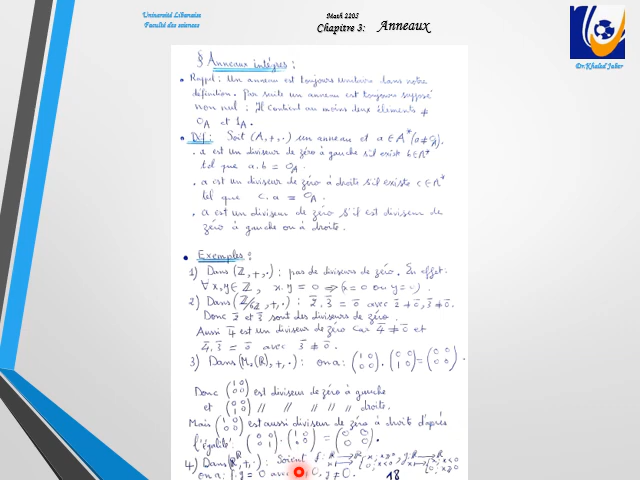 Université Libanaise
Faculté des sciences
Math 2203
Chapitre 3: Anneaux
Dr.Khaled Jaber
§ Anneaux intègres :
• Rappel : Un anneau est toujours unitaire dans notre
définition. Par suite un anneau est toujours supposé
non nul : Il contient au moins deux éléments ≠
0_A et 1_A.
• Déf : Soit (A,+,.) un anneau et a ∈ A* (a≠0_A).
. a est un diviseur de zéro à gauche s'il existe b∈A*
tel que a.b = 0_A.
. a est un diviseur de zéro à droite s'il existe c∈A*
tel que c.a = 0_A.
. a est un diviseur de zéro s'il est diviseur de
zéro à gauche ou à droite.
• Exemples :
1) Dans (ℤ,+,.) : pas de diviseurs de zéro. En effet:
∀x,y∈ℤ, x.y = 0 ⇒ (x=0 ou y=0).
2) Dans (ℤ/6ℤ,+,.) : 2̄.3̄ = 0̄ avec 2̄≠0̄, 3̄≠0̄.
Donc 2̄ et 3̄ sont des diviseurs de zéro.
Aussi 4̄ est un diviseur de zéro car 4̄≠0̄ et
4̄.3̄ = 0̄ avec 3̄≠0̄.
3) Dans (M₂(ℝ),+,.) : on a: (1 0 / 0 0) . (0 0 / 1 0) = (0 0 / 0 0).
Donc (1 0 / 0 0) est diviseur de zéro à gauche
et (0 0 / 1 0) // // // // // droite.
Mais (1 0 / 0 0) est aussi diviseur de zéro à droit d'après
l'égalité: (0 0 / 0 1) . (1 0 / 0 0) = (0 0 / 0 0).
4) Dans (ℝ^ℝ,+,.) : Soient f: ℝ→ℝ
on a: f.g = 0 avec 0, g≠0.
18